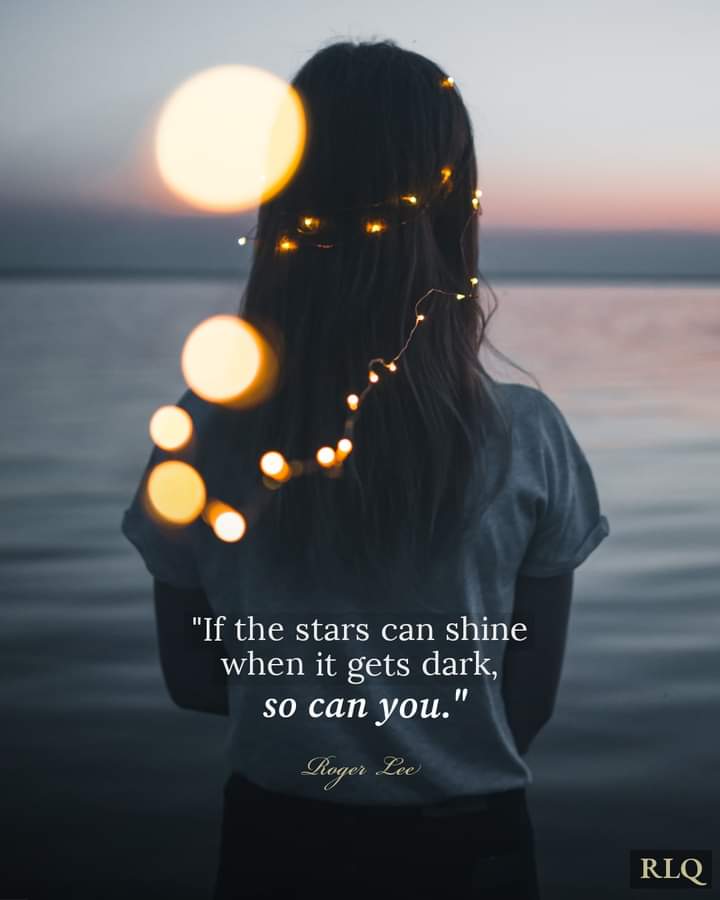 "If the stars can shine
when it gets dark,
so can you."
Roger Lee
RLQ